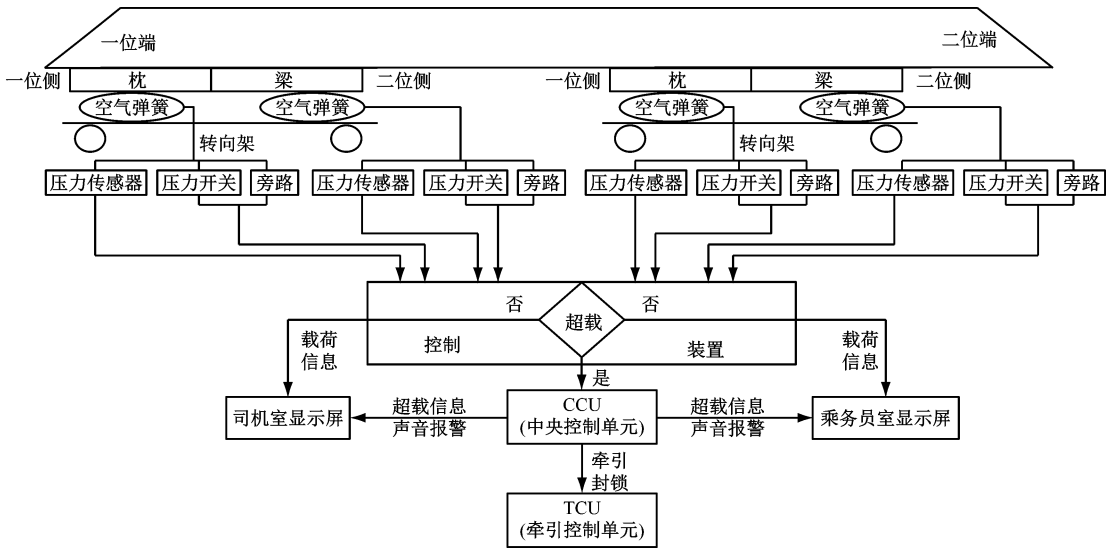 一位端
二位端
一位侧 枕 梁 二位侧 一位侧 枕 梁 二位侧
空气弹簧 空气弹簧 空气弹簧 空气弹簧
转向架 转向架
压力传感器 压力开关 旁路 压力传感器 压力开关 旁路 压力传感器 压力开关 旁路 压力传感器 压力开关 旁路
否 否
超载
控制 装置
载荷
信息
载荷
信息
是
司机室显示屏
超载信息
声音报警
CCU
(中央控制单元)
超载信息
声音报警
乘务员室显示屏
牵引
封锁
TCU
(牵引控制单元)